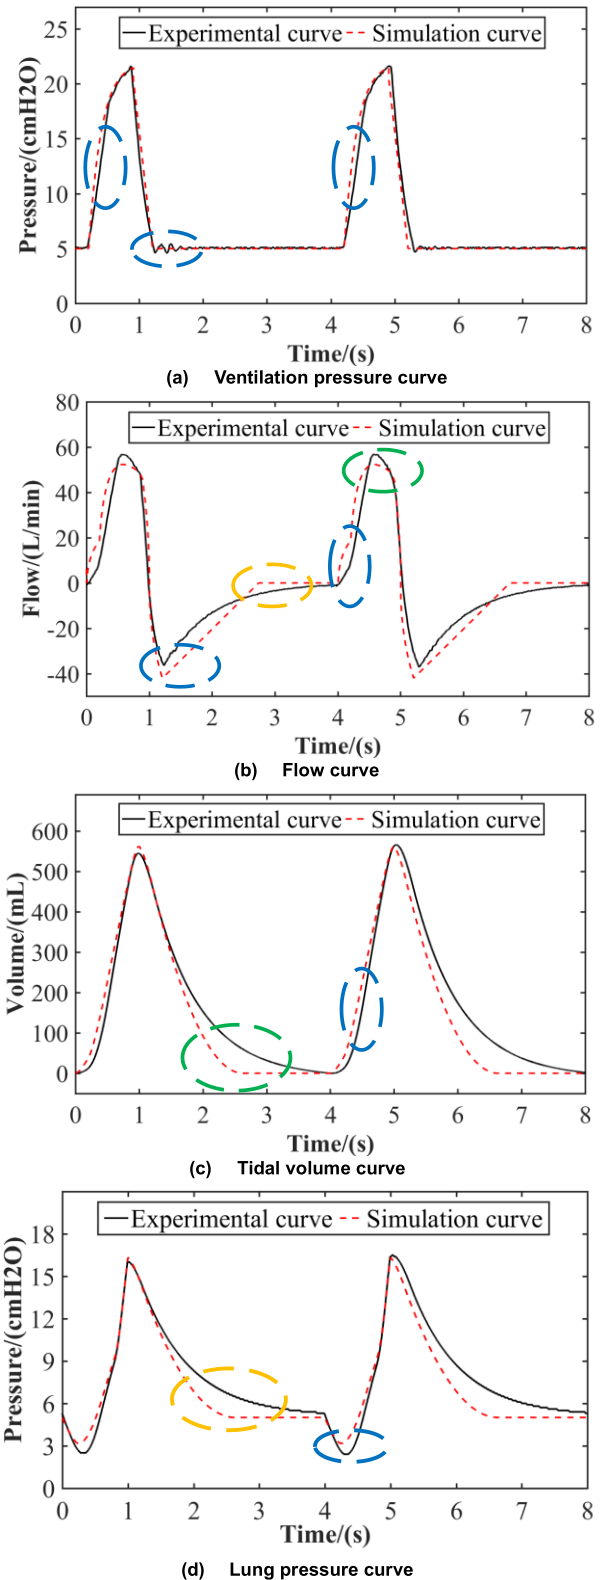 25
20
15
10
5
0
Pressure/(cmH2O)
Experimental curve
Simulation curve
0 1 2 3 4 5 6 7 8
Time/(s)
(a) Ventilation pressure curve
80
60
40
20
0
-20
-40
Flow/(L/min)
Experimental curve
Simulation curve
0 1 2 3 4 5 6 7 8
Time/(s)
(b) Flow curve
600
500
400
300
200
100
0
Volume/(mL)
Experimental curve
Simulation curve
0 1 2 3 4 5 6 7 8
Time/(s)
(c) Tidal volume curve
18
15
12
9
6
3
0
Pressure/(cmH2O)
Experimental curve
Simulation curve
0 1 2 3 4 5 6 7 8
Time/(s)
(d) Lung pressure curve